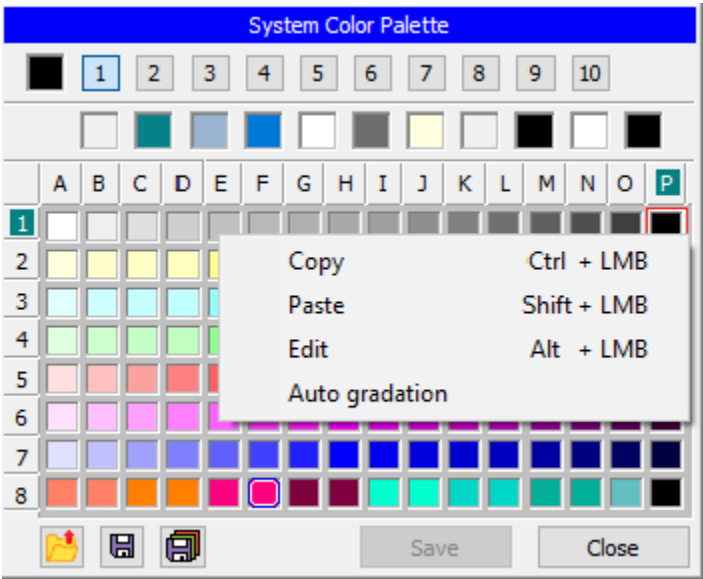 System Color Palette
1 2 3 4 5 6 7 8 9 10
A B C D E F G H I J K L M N O P
1
2
Copy Ctrl + LMB
3
Paste Shift + LMB
4
Edit Alt + LMB
5
Auto gradation
6
7
8
Save Close